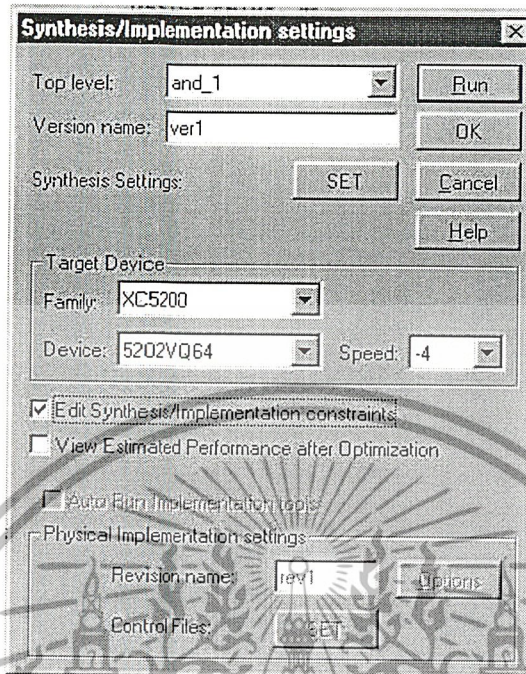 Synthesis/Implementation settings
Top level: and_1 Run
Version name: ver1 OK
Synthesis Settings: SET Cancel
Help
Target Device
Family: XC5200
Device: 5202VQ64 Speed: -4
Edit Synthesis/Implementation constraints
View Estimated Performance after Optimization
Auto Run Implementation tools
Physical Implementation settings
Revision name: rev1 Options
Control Files: SET